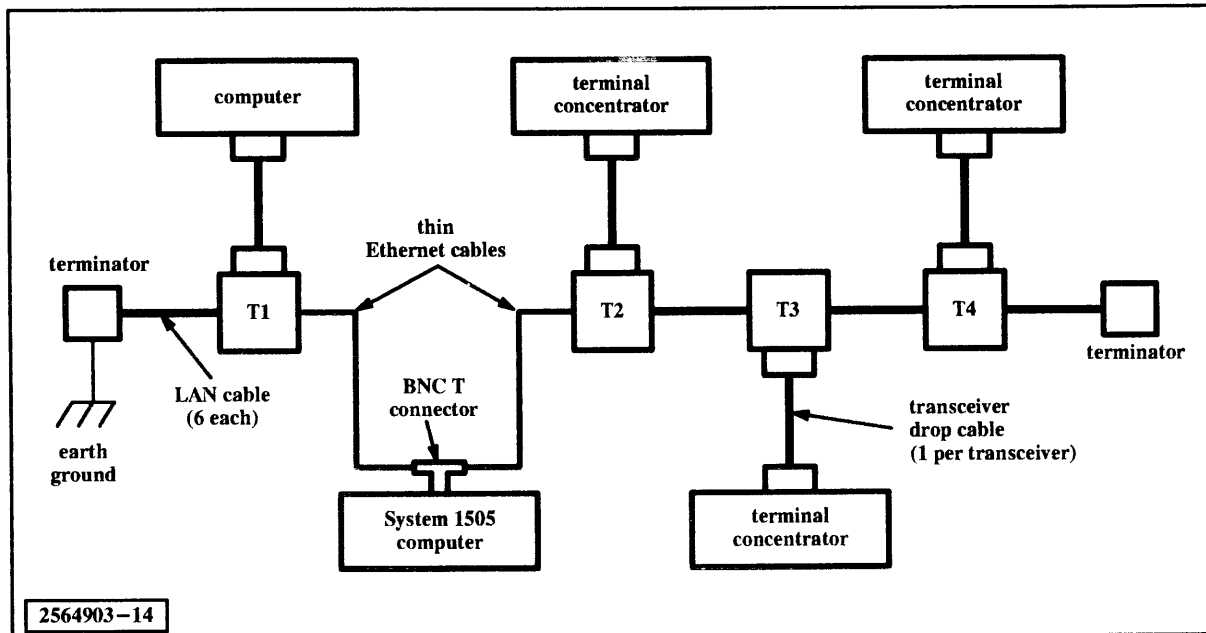 computer
terminal
concentrator
terminal
concentrator
thin
Ethernet cables
terminator
T1
T2
T3
T4
terminator
LAN cable
(6 each)
BNC T
connector
transceiver
drop cable
(1 per transceiver)
earth
ground
System 1505
computer
terminal
concentrator
2564903–14